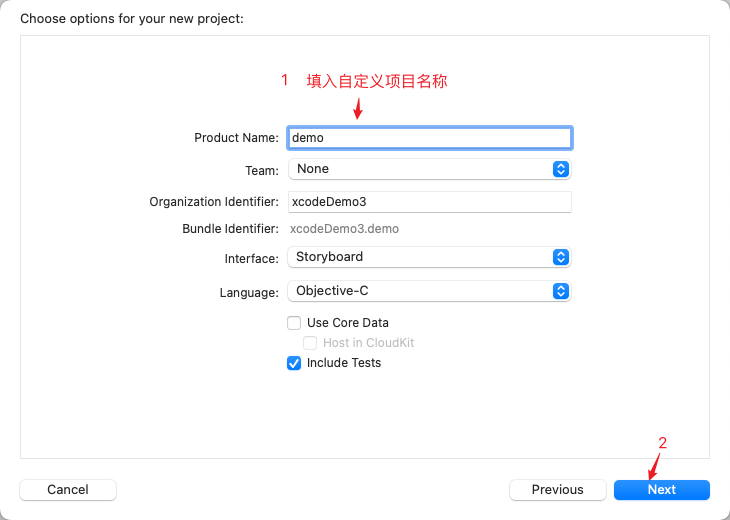 Choose options for your new project:
1 填入自定义项目名称
Product Name: demo
Team: None
Organization Identifier: xcodeDemo3
Bundle Identifier: xcodeDemo3.demo
Interface: Storyboard
Language: Objective-C
Use Core Data
Host in CloudKit
Include Tests
2
Cancel Previous Next